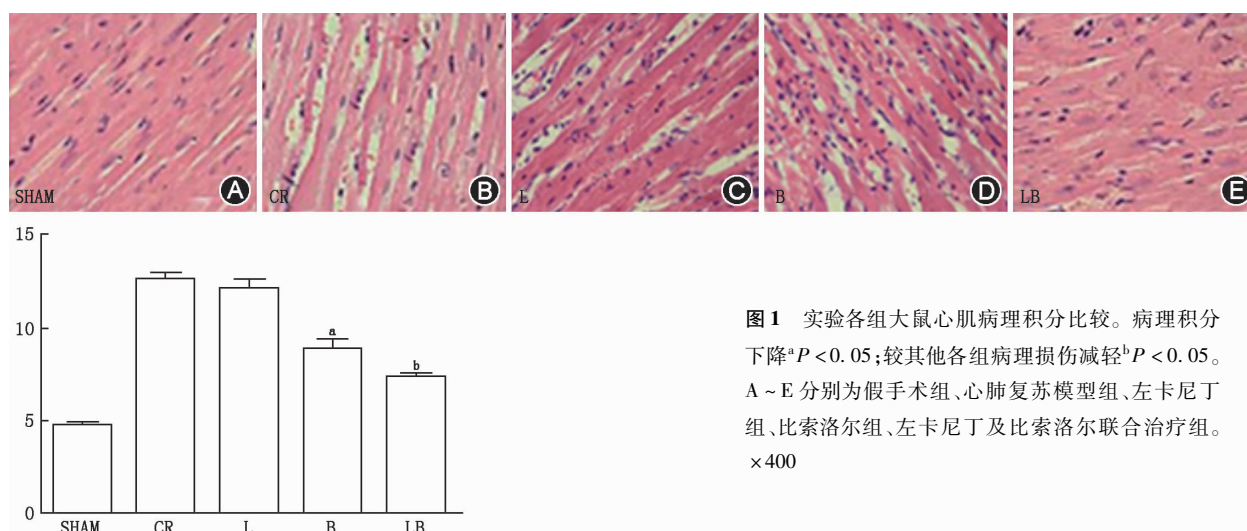 SHAM A
CR B
L C
B D
LB E
15
10
5
0
a
b
SHAM CR L B LB
图1 实验各组大鼠心肌病理积分比较。病理积分
下降ᵃP<0.05;较其他各组病理损伤减轻ᵇP<0.05。
A~E分别为假手术组、心肺复苏模型组、左卡尼丁
组、比索洛尔组、左卡尼丁及比索洛尔联合治疗组。
×400